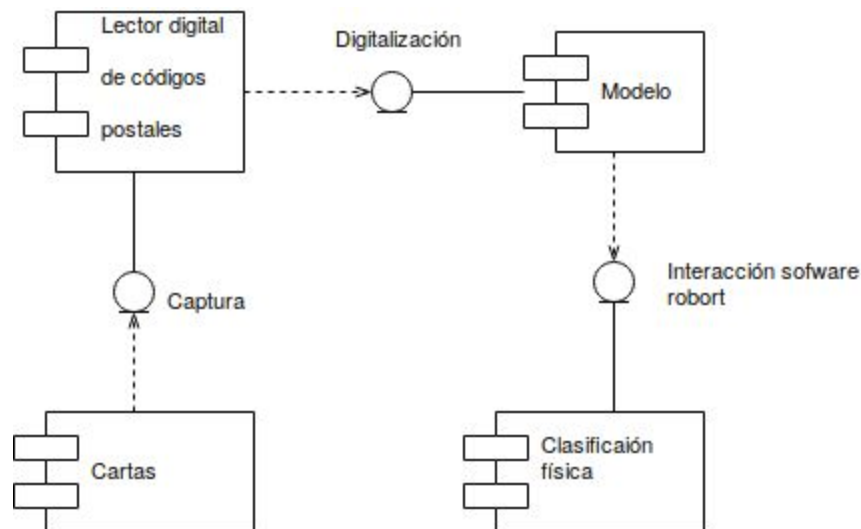 Lector digital
de códigos
postales
Digitalización
Modelo
Captura
Interacción sofware
robort
Cartas
Clasificaión
física